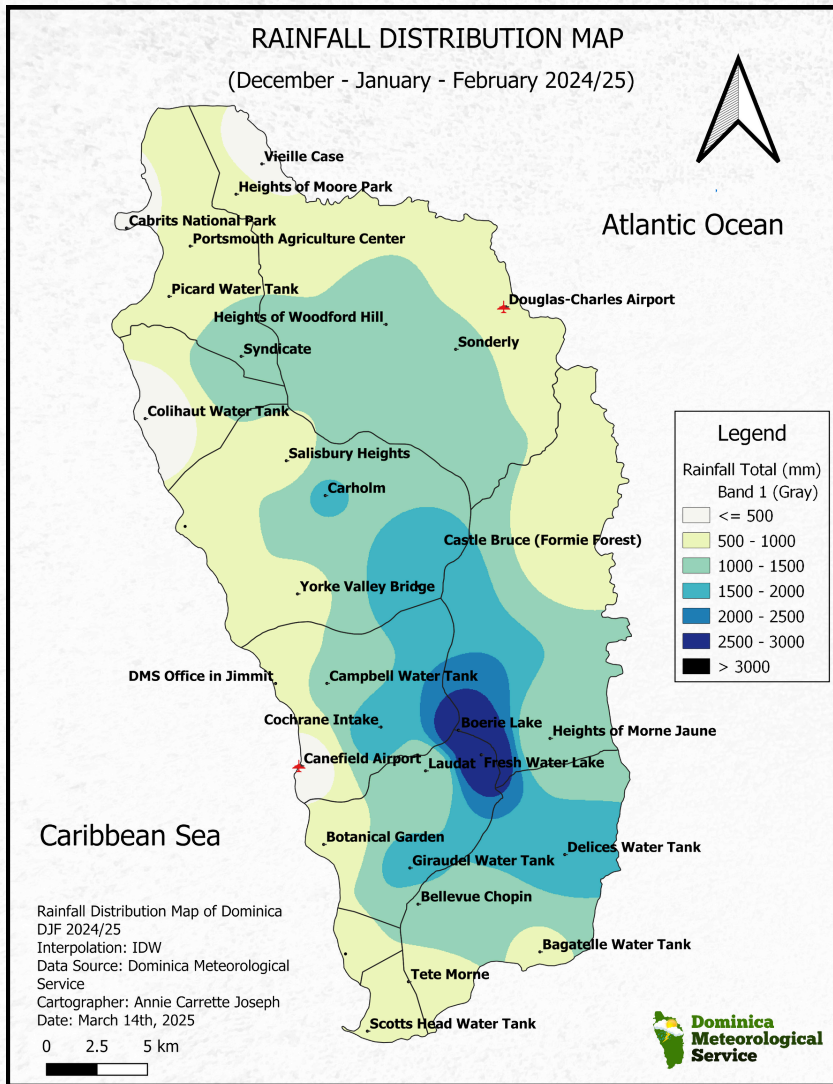 RAINFALL DISTRIBUTION MAP
(December - January - February 2024/25)
Vieille Case
Heights of Moore Park
Cabrits National Park
Atlantic Ocean
Portsmouth Agriculture Center
Picard Water Tank
Douglas-Charles Airport
Heights of Woodford Hill
Sonderly
Syndicate
Colihaut Water Tank
Salisbury Heights
Carholm
Castle Bruce (Formie Forest)
Yorke Valley Bridge
DMS Office in Jimmit
Campbell Water Tank
Cochrane Intake
Boerie Lake
Heights of Morne Jaune
Canefield Airport
Laudat
Fresh Water Lake
Botanical Garden
Delices Water Tank
Giraudel Water Tank
Bellevue Chopin
Bagatelle Water Tank
Tete Morne
Scotts Head Water Tank
Legend
Rainfall Total (mm)
Band 1 (Gray)
<= 500
500 - 1000
1000 - 1500
1500 - 2000
2000 - 2500
2500 - 3000
> 3000
Caribbean Sea
Rainfall Distribution Map of Dominica
DJF 2024/25
Interpolation: IDW
Data Source: Dominica Meteorological
Service
Cartographer: Annie Carrette Joseph
Date: March 14th, 2025
0 2.5 5 km
Dominica
Meteorological
Service